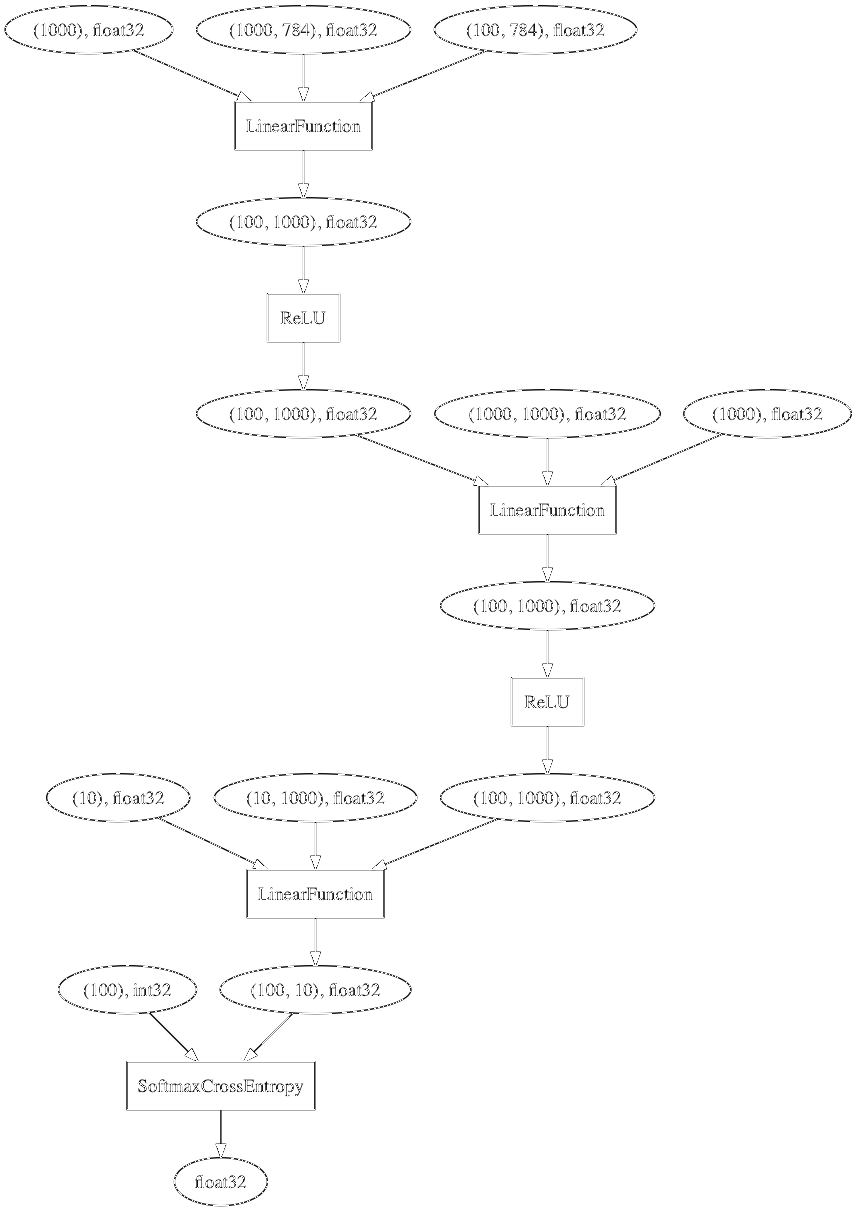 (1000), float32
(1000, 784), float32
(100, 784), float32
LinearFunction
(100, 1000), float32
ReLU
(100, 1000), float32
(1000, 1000), float32
(1000), float32
LinearFunction
(100, 1000), float32
ReLU
(10), float32
(10, 1000), float32
(100, 1000), float32
LinearFunction
(100), int32
(100, 10), float32
SoftmaxCrossEntropy
float32